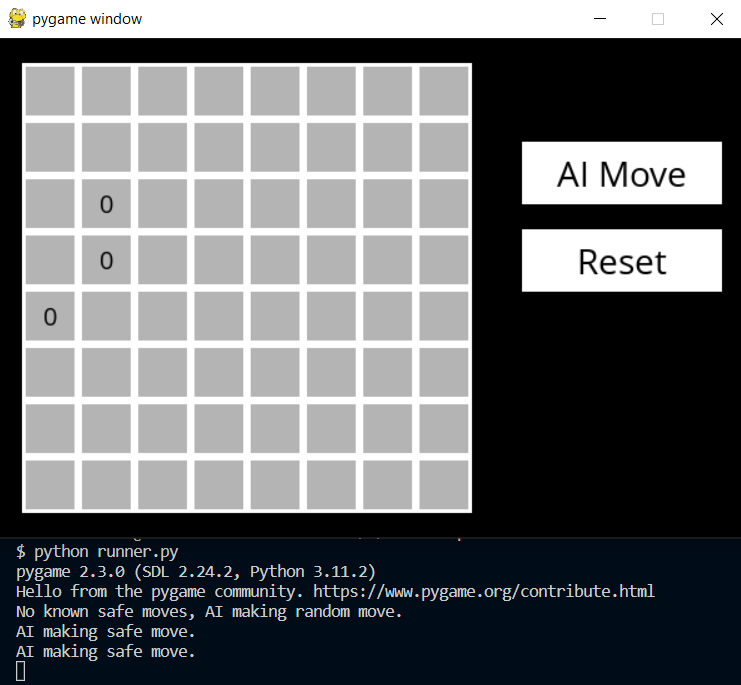 pygame window
AI Move
0
Reset
0
0
$ python runner.py
pygame 2.3.0 (SDL 2.24.2, Python 3.11.2)
Hello from the pygame community. https://www.pygame.org/contribute.html
No known safe moves, AI making random move.
AI making safe move.
AI making safe move.